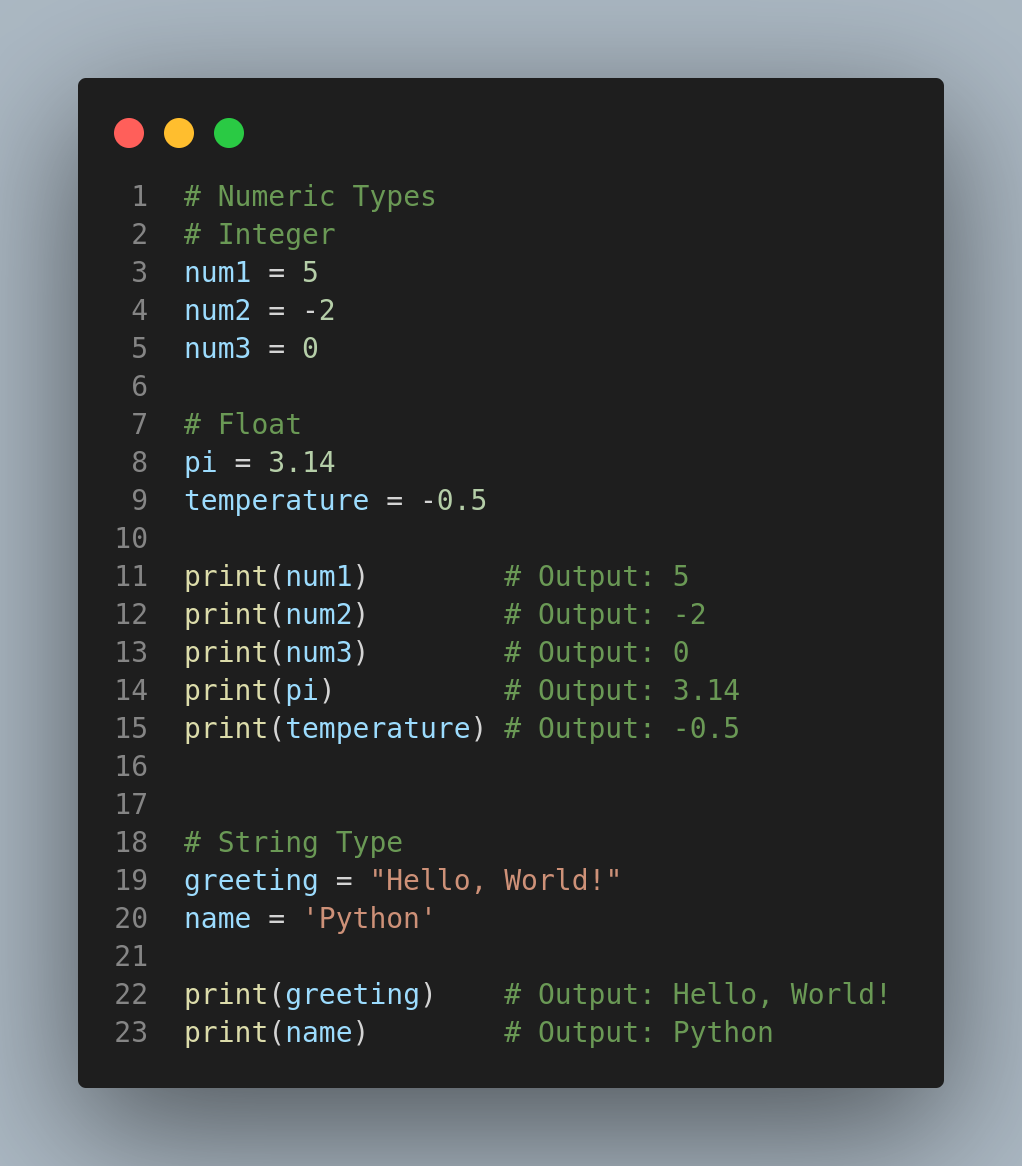 1 # Numeric Types
2 # Integer
3 num1 = 5
4 num2 = -2
5 num3 = 0
6
7 # Float
8 pi = 3.14
9 temperature = -0.5
10
11 print(num1)        # Output: 5
12 print(num2)        # Output: -2
13 print(num3)        # Output: 0
14 print(pi)          # Output: 3.14
15 print(temperature) # Output: -0.5
16
17
18 # String Type
19 greeting = "Hello, World!"
20 name = 'Python'
21
22 print(greeting)    # Output: Hello, World!
23 print(name)        # Output: Python